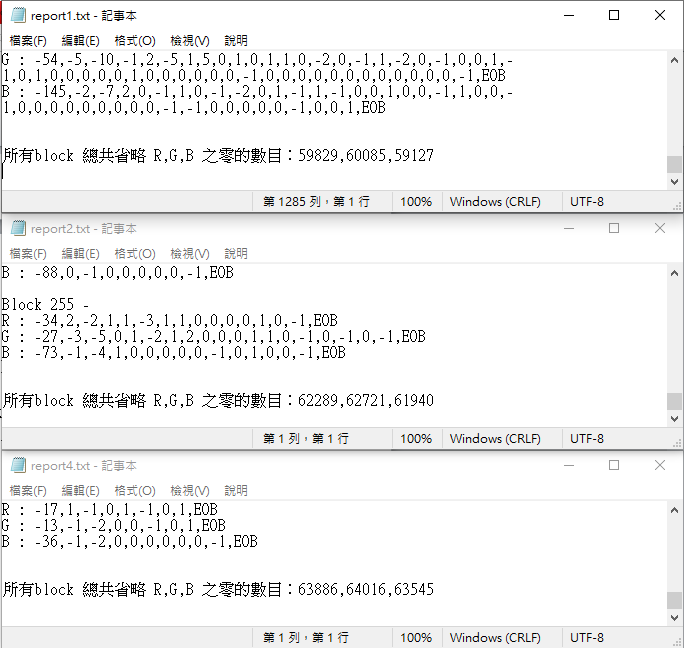 report1.txt - 記事本
檔案(F) 編輯(E) 格式(O) 檢視(V) 說明
G : -54,-5,-10,-1,2,-5,1,5,0,1,0,1,1,0,-2,0,-1,1,-2,0,-1,0,0,1,-
1,0,1,0,0,0,0,0,1,0,0,0,0,0,0,-1,0,0,0,0,0,0,0,0,0,0,0,0,-1,EOB
B : -145,-2,-7,2,0,-1,1,0,-1,-2,0,1,-1,1,-1,0,0,1,0,0,-1,1,0,0,-
1,0,0,0,0,0,0,0,0,0,-1,-1,0,0,0,0,0,-1,0,0,1,EOB
所有block 總共省略 R,G,B 之零的數目：59829,60085,59127
第 1285 列，第 1 行 100% Windows (CRLF) UTF-8
report2.txt - 記事本
檔案(F) 編輯(E) 格式(O) 檢視(V) 說明
B : -88,0,-1,0,0,0,0,0,-1,EOB
Block 255 -
R : -34,2,-2,1,1,-3,1,1,0,0,0,0,1,0,-1,EOB
G : -27,-3,-5,0,1,-2,1,2,0,0,0,1,1,0,-1,0,-1,0,-1,EOB
B : -73,-1,-4,1,0,0,0,0,0,-1,0,1,0,0,-1,EOB
所有block 總共省略 R,G,B 之零的數目：62289,62721,61940
第 1 列，第 1 行 100% Windows (CRLF) UTF-8
report4.txt - 記事本
檔案(F) 編輯(E) 格式(O) 檢視(V) 說明
R : -17,1,-1,0,1,-1,0,1,EOB
G : -13,-1,-2,0,0,-1,0,1,EOB
B : -36,-1,-2,0,0,0,0,0,0,-1,EOB
所有block 總共省略 R,G,B 之零的數目：63886,64016,63545
第 1 列，第 1 行 100% Windows (CRLF) UTF-8